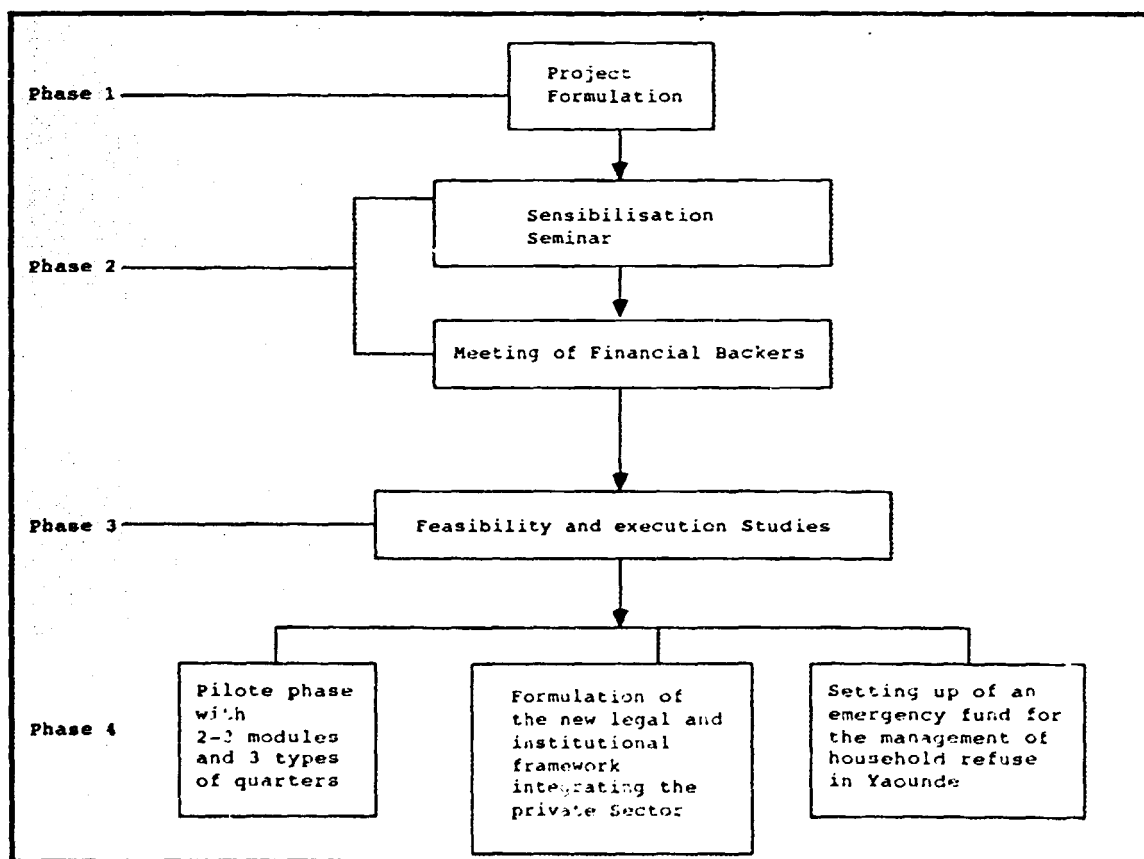 Project
Formulation
Phase 1
Sensibilisation
Seminar
Phase 2
Meeting of Financial Backers
Phase 3
Feasibility and execution Studies
Phase 4
Pilote phase
with
modules
and 3 types
of quarters
Formulation of
the new legal and
institutional
framework
integrating the
private Sector
Setting up of an
emergency fund for
the management of
household refuse
in Yaounde